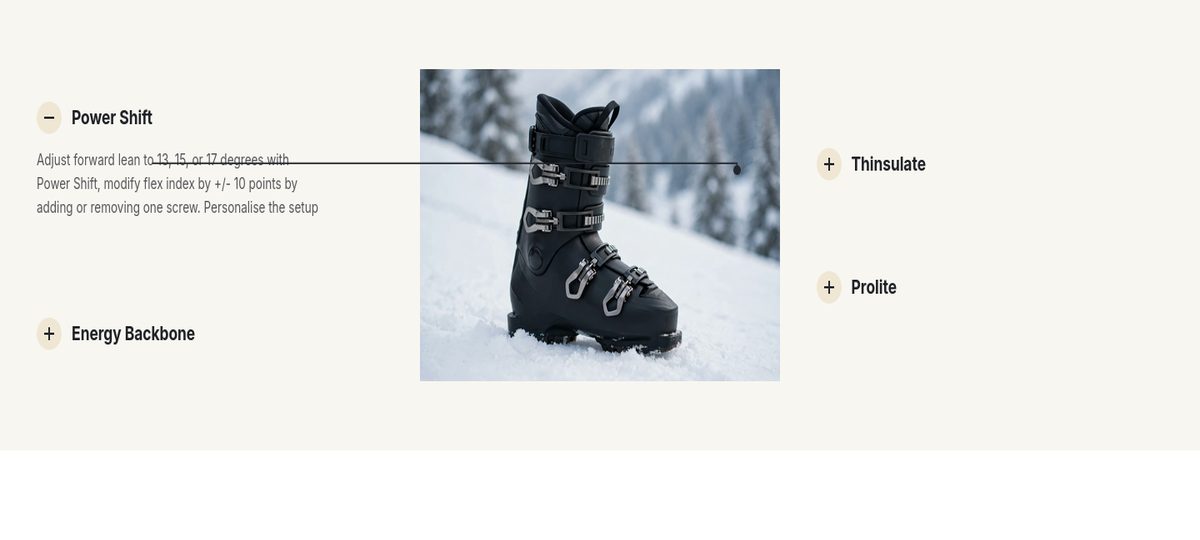 Power Shift
Adjust forward lean to 13, 15, or 17 degrees with
Power Shift, modify flex index by +/- 10 points by
adding or removing one screw. Personalise the setup
Energy Backbone
Thinsulate
Prolite